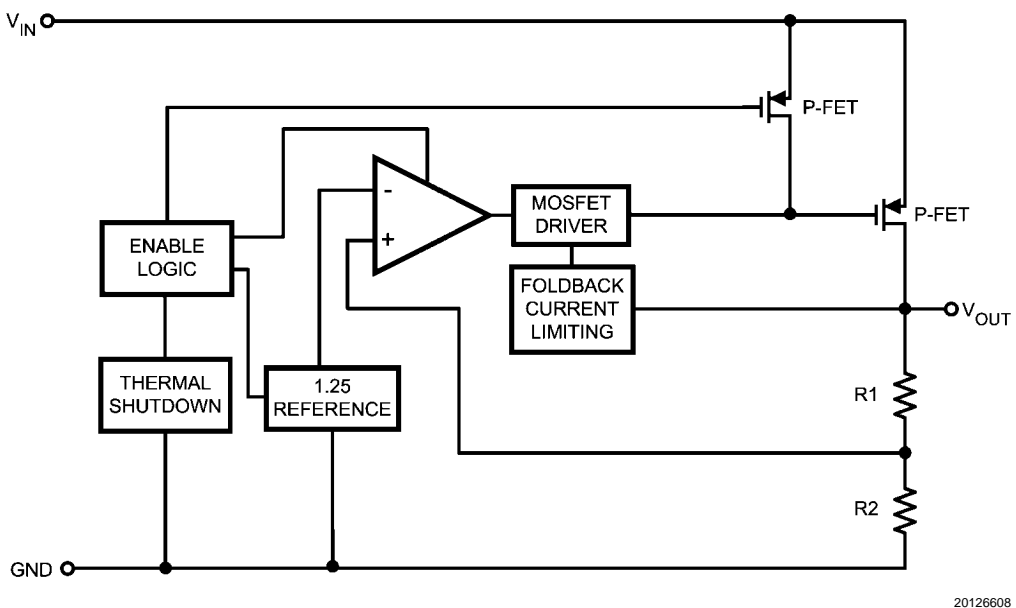 VIN
P-FET
P-FET
-
+
MOSFET
DRIVER
ENABLE
LOGIC
FOLDBACK
CURRENT
LIMITING
VOUT
THERMAL
SHUTDOWN
1.25
REFERENCE
R1
R2
GND
20126608